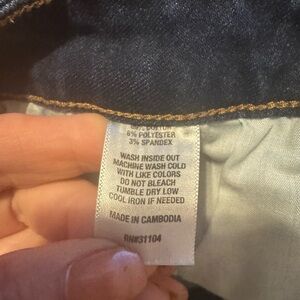 6% POLYESTER
3% SPANDEX
WASH INSIDE OUT
MACHINE WASH COLD
WITH LIKE COLORS
DO NOT BLEACH
TUMBLE DRY LOW
COOL IRON IF NEEDED
MADE IN CAMBODIA
RN#31104